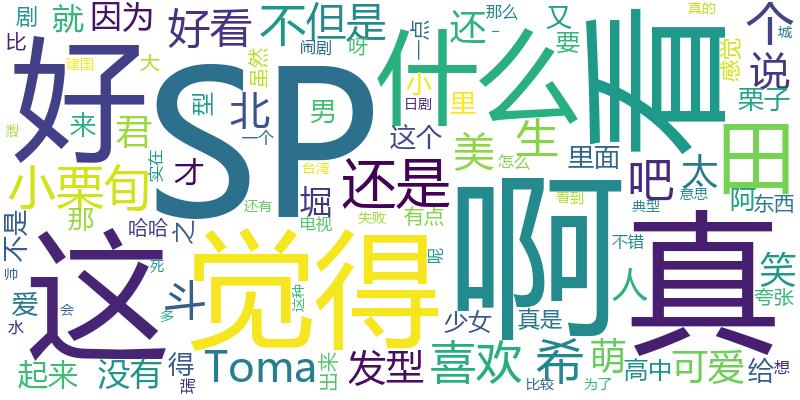 剧
就
因为
好看
不但是
还
那么
又
真的
个
城
比
大
建国
虽然
闹剧
呀
一点
要
感觉
说
好
SP
什么
看
型
北
男
小
日剧
里
栗子
来
君
才
一个
这个
美
生
里面
田
娄
小栗旬
实在
台湾
还是
怎么
吧
太
那
还有
堀
电视
失败
有点
看到
典型
意思
阿
东西
不是
哈哈
之
这
觉得
呢
啊
不错
真
师
死
爱
斗
这种
人
笑
夸张
水
会
多
少女
真是
起来
没有
得
Toma
出来
发型
喜欢
希
萌
高中
可爱
给
想
比较
为了